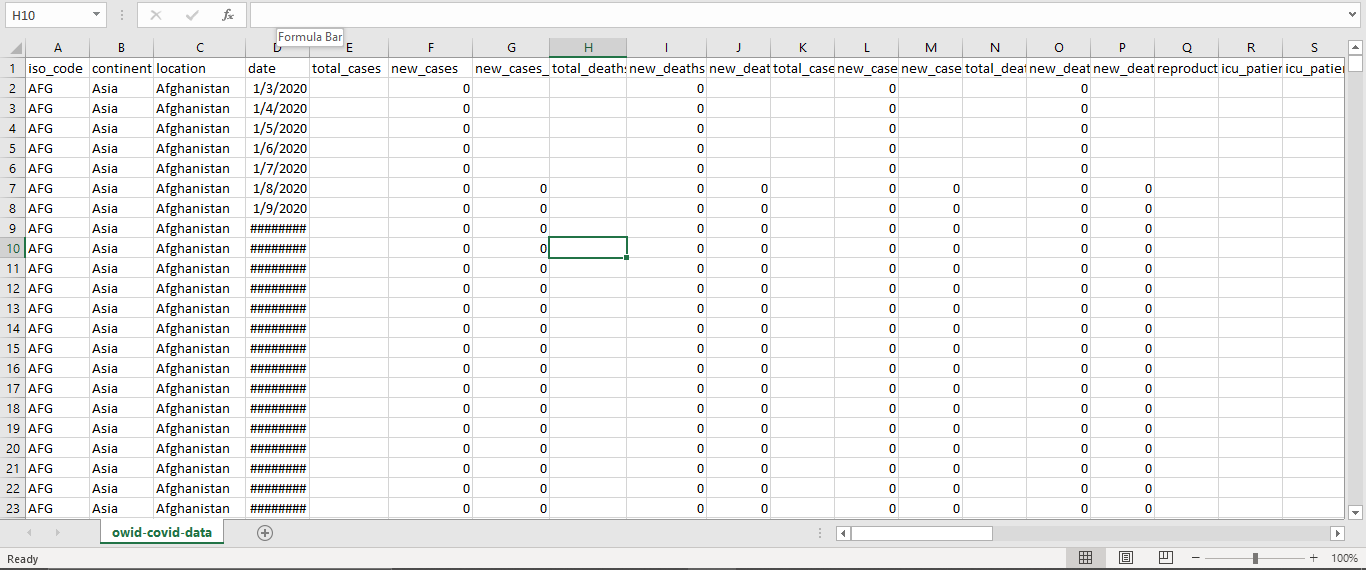 H10
fx
Formula Bar
A B C D E F G H I J K L M N O P Q R S
1 iso_code continent location date total_cases new_cases new_cases_ total_deaths new_deaths new_deat total_case new_case new_case total_deat new_deat new_deat reproduct icu_patier icu_patier
2 AFG Asia Afghanistan 1/3/2020 0 0 0 0
3 AFG Asia Afghanistan 1/4/2020 0 0 0 0
4 AFG Asia Afghanistan 1/5/2020 0 0 0 0
5 AFG Asia Afghanistan 1/6/2020 0 0 0 0
6 AFG Asia Afghanistan 1/7/2020 0 0 0 0
7 AFG Asia Afghanistan 1/8/2020 0 0 0 0 0 0 0 0
8 AFG Asia Afghanistan 1/9/2020 0 0 0 0 0 0 0 0
9 AFG Asia Afghanistan ######## 0 0 0 0 0 0 0 0
10 AFG Asia Afghanistan ######## 0 0 0 0 0 0 0 0
11 AFG Asia Afghanistan ######## 0 0 0 0 0 0 0 0
12 AFG Asia Afghanistan ######## 0 0 0 0 0 0 0 0
13 AFG Asia Afghanistan ######## 0 0 0 0 0 0 0 0
14 AFG Asia Afghanistan ######## 0 0 0 0 0 0 0 0
15 AFG Asia Afghanistan ######## 0 0 0 0 0 0 0 0
16 AFG Asia Afghanistan ######## 0 0 0 0 0 0 0 0
17 AFG Asia Afghanistan ######## 0 0 0 0 0 0 0 0
18 AFG Asia Afghanistan ######## 0 0 0 0 0 0 0 0
19 AFG Asia Afghanistan ######## 0 0 0 0 0 0 0 0
20 AFG Asia Afghanistan ######## 0 0 0 0 0 0 0 0
21 AFG Asia Afghanistan ######## 0 0 0 0 0 0 0 0
22 AFG Asia Afghanistan ######## 0 0 0 0 0 0 0 0
23 AFG Asia Afghanistan ######## 0 0 0 0 0 0 0 0
owid-covid-data
Ready 100%